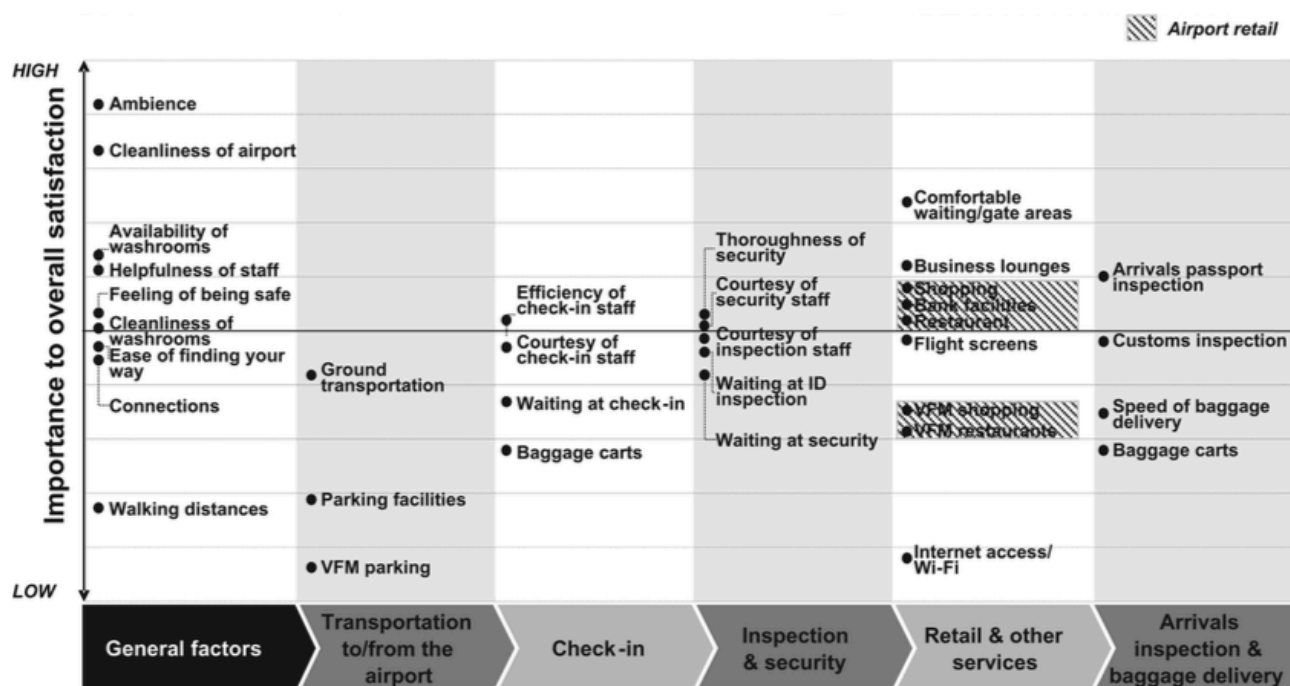 Airport retail
HIGH
Importance to overall satisfaction
LOW
Ambience
Cleanliness of airport
Availability of
washrooms
Helpfulness of staff
Feeling of being safe
Cleanliness of
washrooms
Ease of finding your
way
Connections
Walking distances
Ground
transportation
Parking facilities
VFM parking
Efficiency of
check-in staff
Courtesy of
check-in staff
Waiting at check-in
Baggage carts
Thoroughness of
security
Courtesy of
security staff
Courtesy of
inspection staff
Waiting at ID
inspection
Waiting at security
Comfortable
waiting/gate areas
Business lounges
Shopping
Bank facilities
Restaurant
Flight screens
VFM shopping
VFM restaurante
Internet access/
Wi-Fi
Arrivals passport
inspection
Customs inspection
Speed of baggage
delivery
Baggage carts
General factors
Transportation
to/from the
airport
Check-in
Inspection
& security
Retail & other
services
Arrivals
inspection &
baggage delivery